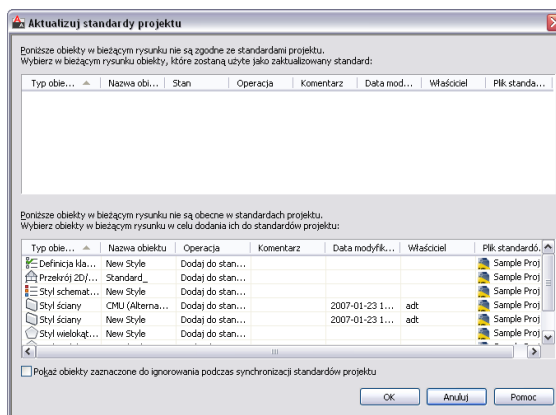 Aktualizuj standardy projektu
Poniższe obiekty w bieżącym rysunku nie są zgodne ze standardami projektu.
Wybierz w bieżącym rysunku obiekty, które zostaną użyte jako zaktualizowany standard:
Typ obie... Nazwa obi... Stan Operacja Komentarz Data mod... Właściciel Plik standa...
Poniższe obiekty w bieżącym rysunku nie są obecne w standardach projektu.
Wybierz obiekty w bieżącym rysunku w celu dodania ich do standardów projektu:
Typ obie... Nazwa obiektu Operacja Komentarz Data modyfik... Właściciel Plik standardó...
Definicja kla... New Style Dodaj do stan... Sample Proj
Przekrój 2D/... Standard_ Dodaj do stan... Sample Proj
Styl schemat... New Style Dodaj do stan... Sample Proj
Styl ściany CMU (Alterna... Dodaj do stan... 2007-01-23 1... adt Sample Proj
Styl ściany New Style Dodaj do stan... 2007-01-23 1... adt Sample Proj
Styl wielokąt... New Style Dodaj do stan... Sample Proj
Pokaż obiekty zaznaczone do ignorowania podczas synchronizacji standardów projektu
OK Anuluj Pomoc